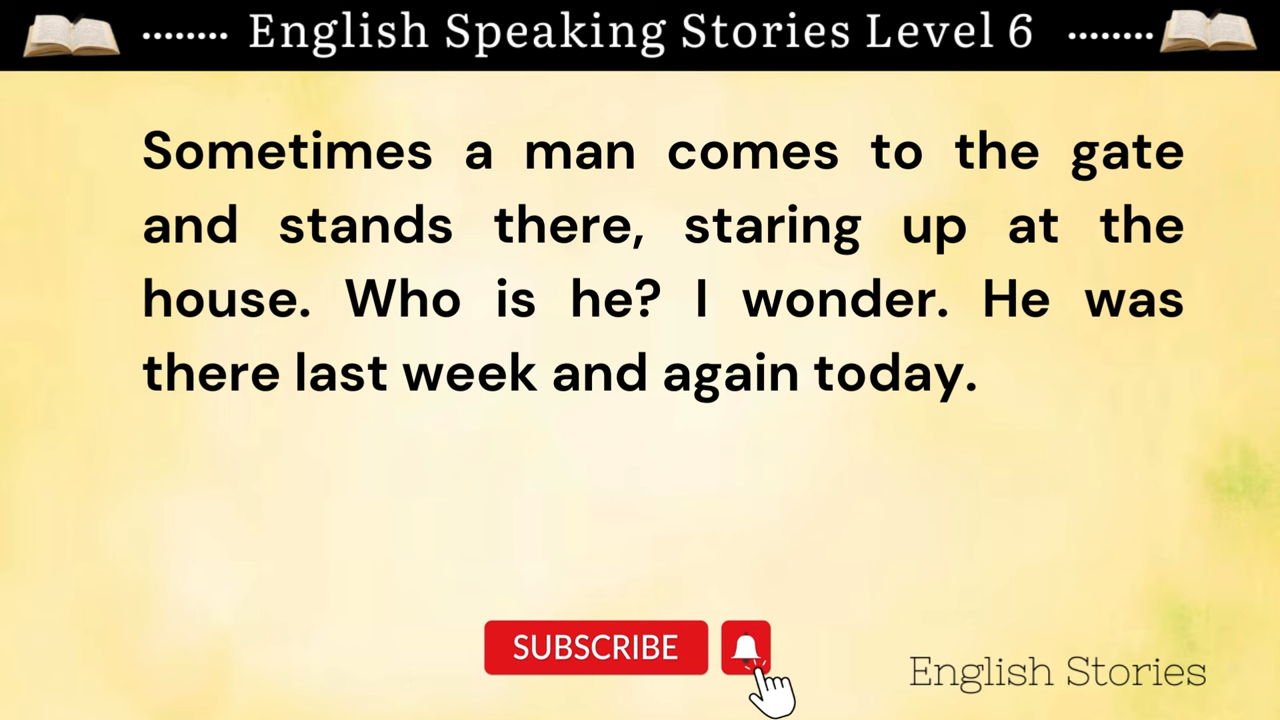 ........ English Speaking Stories Level 6 ........
Sometimes a man comes to the gate
and stands there, staring up at the
house. Who is he? I wonder. He was
there last week and again today.
SUBSCRIBE
English Stories